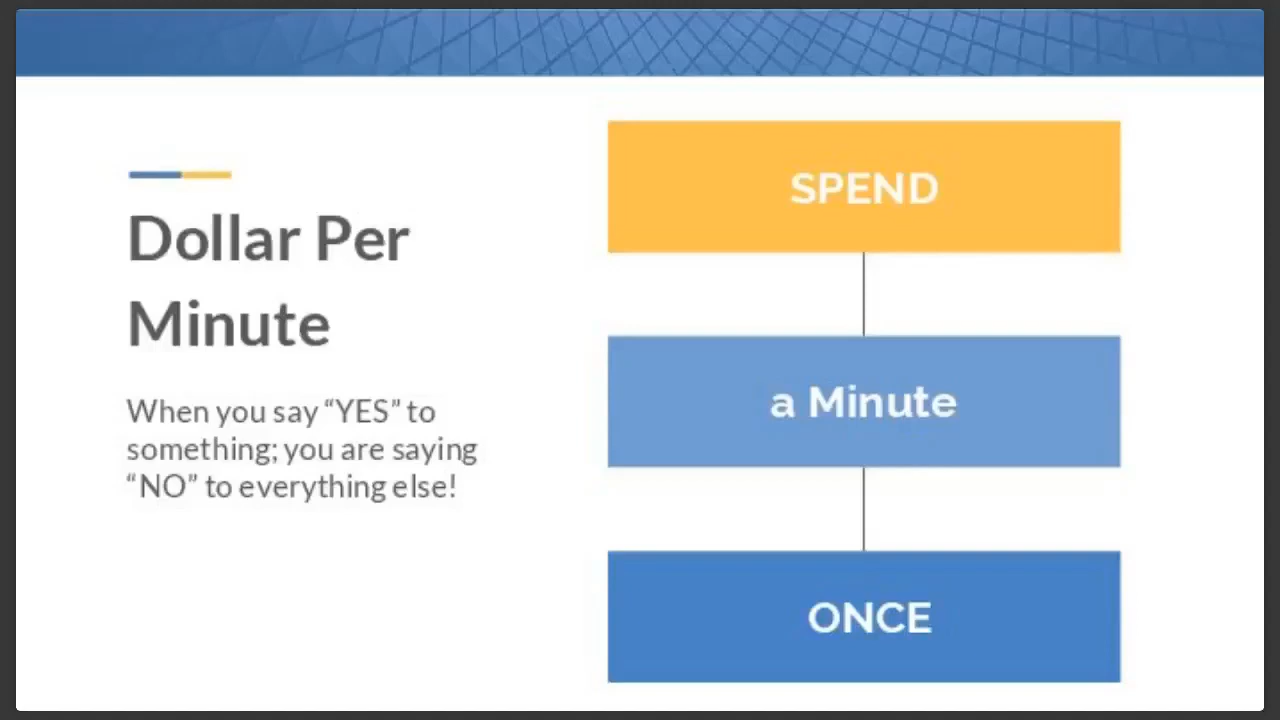 Dollar Per
Minute
When you say “YES” to
something; you are saying
“NO” to everything else!
SPEND
a Minute
ONCE